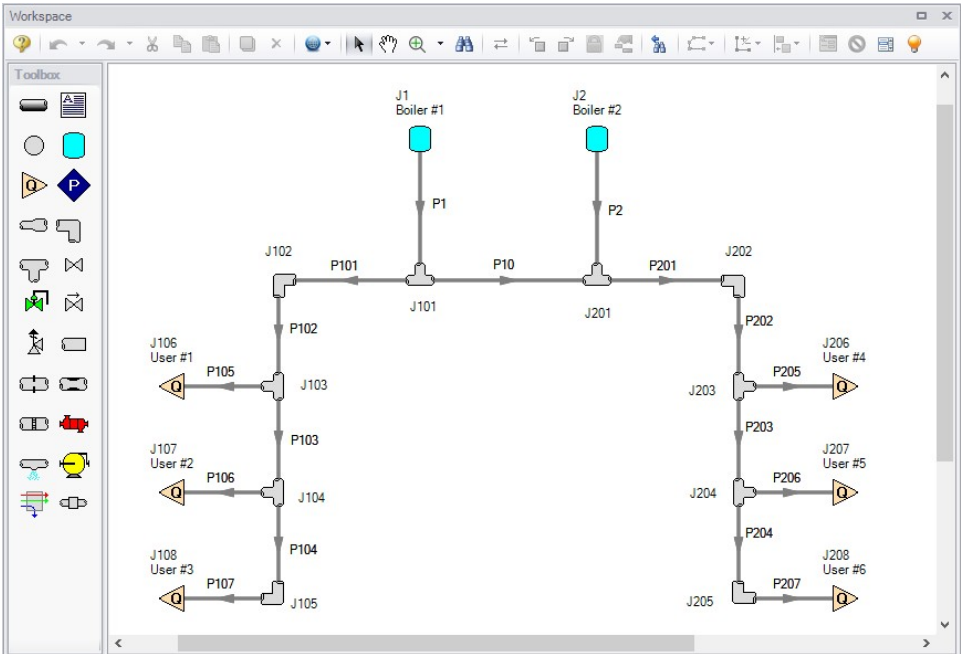 Workspace
Toolbox
A
Q
P
J1
Boiler #1
J2
Boiler #2
P1
P2
J102
J202
P101
P10
P201
J101
J201
P102
P202
J106
User #1
J206
User #4
P105
Q
J103
J203
P205
Q
P103
P203
J107
User #2
J207
User #5
P106
Q
J104
J204
P206
Q
P104
P204
J108
User #3
J208
User #6
P107
Q
J105
J205
P207
Q